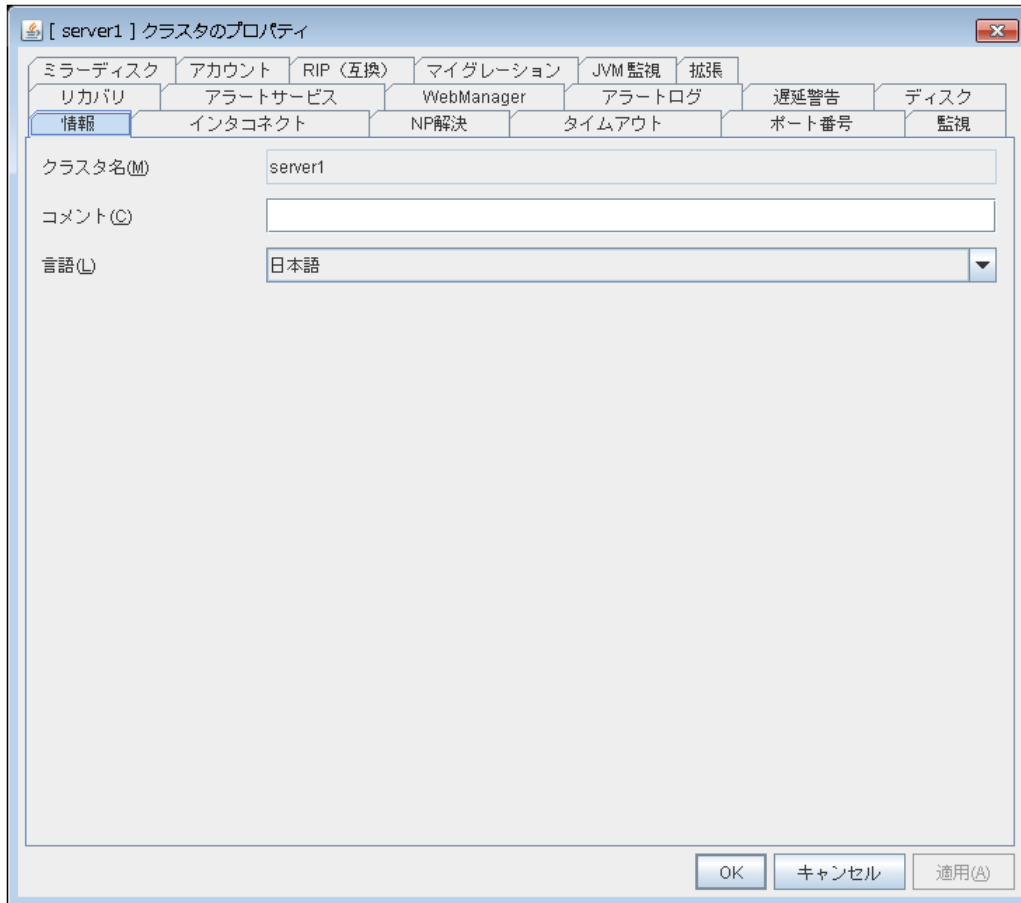 [ server1 ] クラスタのプロパティ
ミラーディスク アカウント RIP（互換） マイグレーション JVM 監視 拡張
リカバリ アラートサービス WebManager アラートログ 遅延警告 ディスク
情報 インタコネクト NP解決 タイムアウト ポート番号 監視
クラスタ名(M) server1
コメント(C)
言語(L) 日本語
OK キャンセル 適用(A)